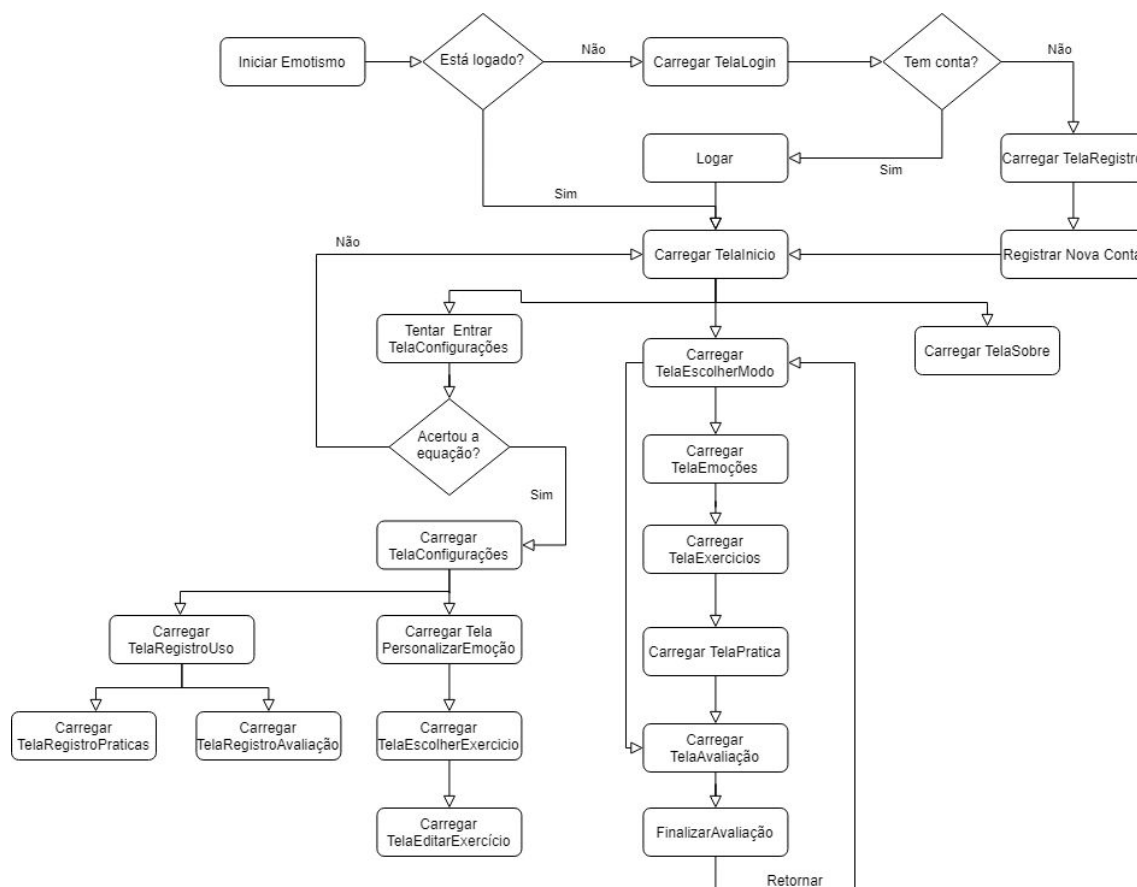 Iniciar Emotismo
Está logado?
Não
Carregar TelaLogin
Tem conta?
Não
Logar
Sim
Carregar TelaRegistro
Sim
Não
Carregar TelaInicio
Registrar Nova Conta
Tentar Entrar
TelaConfigurações
Carregar
TelaEscolherModo
Carregar TelaSobre
Acertou a
equação?
Carregar
TelaEmoções
Sim
Carregar
TelaConfigurações
Carregar
TelaExercicios
Carregar
TelaRegistroUso
Carregar Tela
PersonalizarEmoção
Carregar TelaPratica
Carregar
TelaRegistroPraticas
Carregar
TelaRegistroAvaliação
Carregar
TelaEscolherExercicio
Carregar
TelaAvaliação
Carregar
TelaEditarExercício
FinalizarAvaliação
Retornar